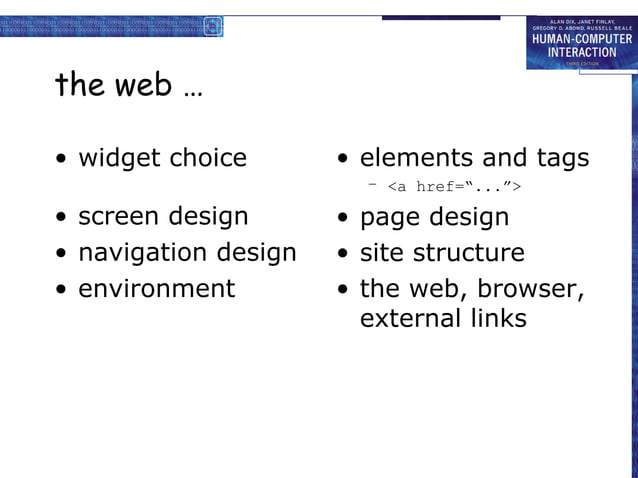 ALAN DIX, JANET FINLAY,
GREGORY D. ABOWD, RUSSELL BEALE
HUMAN-COMPUTER
INTERACTION
THIRD EDITION
the web …
• widget choice
• screen design
• navigation design
• environment
• elements and tags
– <a href=“...”>
• page design
• site structure
• the web, browser,
external links